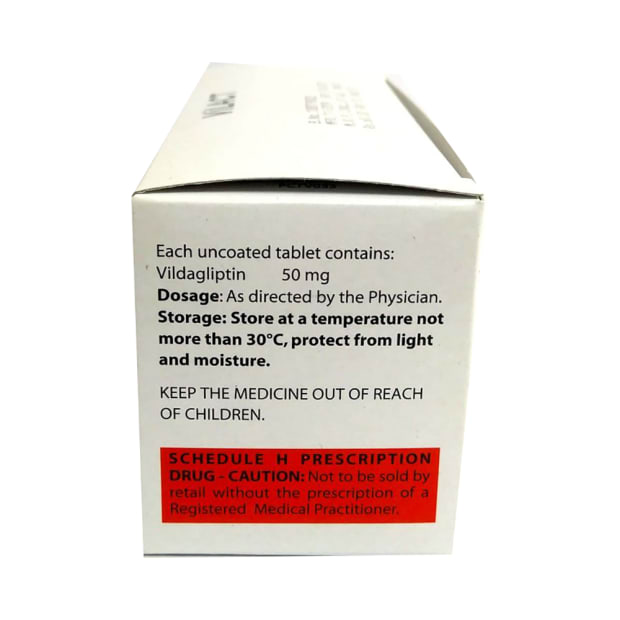 Each uncoated tablet contains:
Vildagliptin 50 mg
Dosage: As directed by the Physician.
Storage: Store at a temperature not
more than 30°C, protect from light
and moisture.
KEEP THE MEDICINE OUT OF REACH
OF CHILDREN.
SCHEDULE H PRESCRIPTION
DRUG - CAUTION: Not to be sold by
retail without the prescription of a
Registered Medical Practitioner.